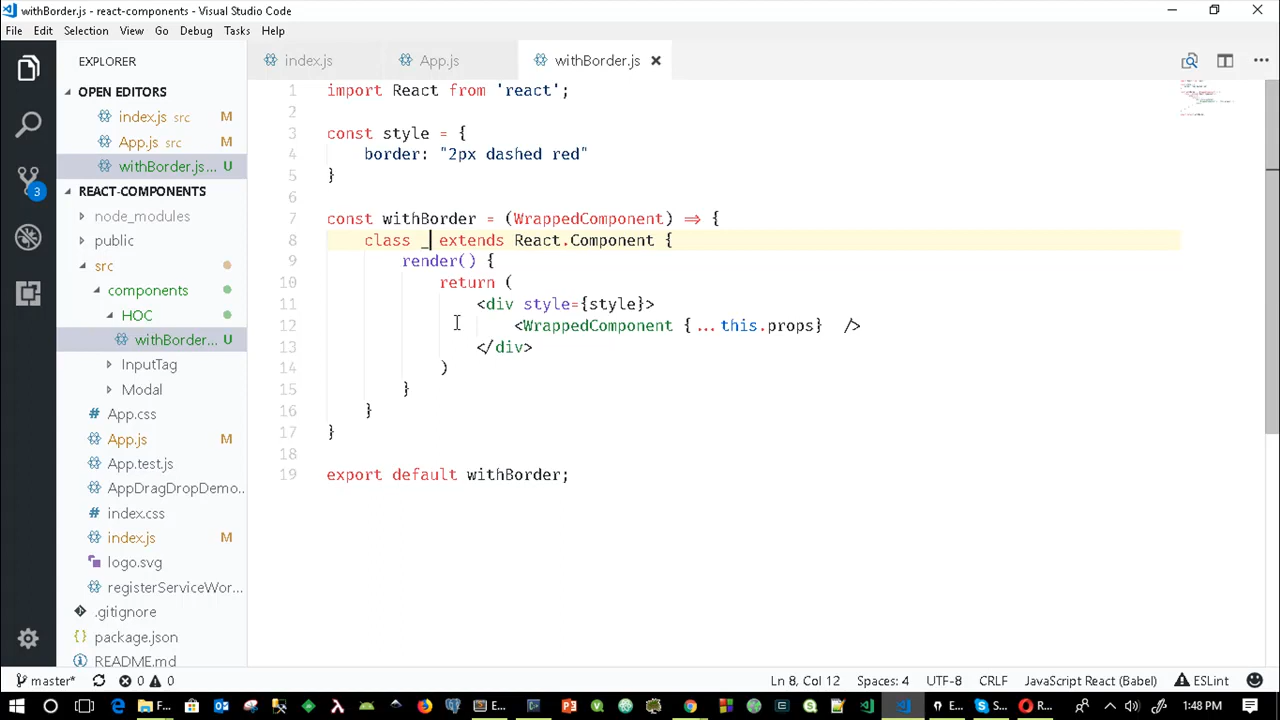 withBorder.js - react-components - Visual Studio Code
File Edit Selection View Go Debug Tasks Help
EXPLORER
OPEN EDITORS
index.js src M
App.js src M
withBorder.js... U
REACT-COMPONENTS
node_modules
public
src
components
HOC
withBorder... U
InputTag
Modal
App.css
App.js M
App.test.js
AppDragDropDemo...
index.css
index.js M
logo.svg
registerServiceWor...
.gitignore
package.json
README.md
3
index.js App.js withBorder.js
1 import React from 'react';
2
3 const style = {
4 border: "2px dashed red"
5 }
6
7 const withBorder = (WrappedComponent) => {
8 class _ extends React.Component {
9 render() {
10 return (
11 <div style={style}>
12 <WrappedComponent {...this.props} />
13 </div>
14 )
15 }
16 }
17 }
18
19 export default withBorder;
master* 0 0
Ln 8, Col 12 Spaces: 4 UTF-8 CRLF JavaScript React (Babel) ESLint
F... E... E... S... R...
1:48 PM